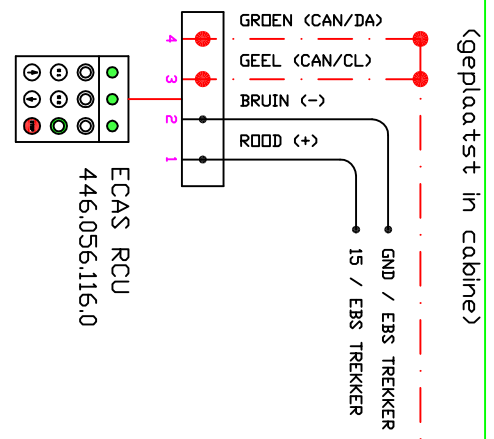 GROEN (CAN/DA)
GEEL (CAN/CL)
BRUIN (-)
ROOD (+)
4
3
2
1
ECAS RCU
446.056.116.0
GND / EBS TREKKER
15 / EBS TREKKER
(geplaatst in cabine)